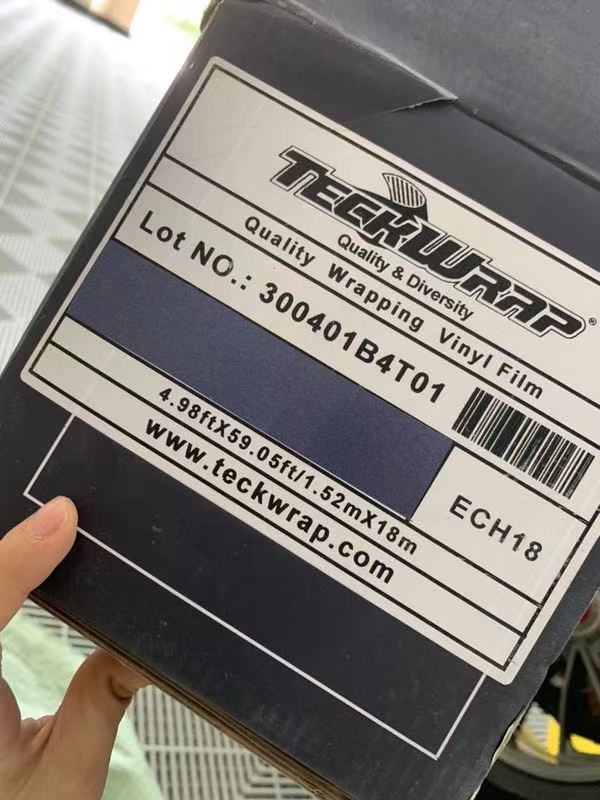 TECKWRAP®
Quality & Diversity
Quality Wrapping Vinyl Film
Lot NO.: 300401B4T01
ECH18
4.98ftX59.05ft/1.52mX18m
www.teckwrap.com